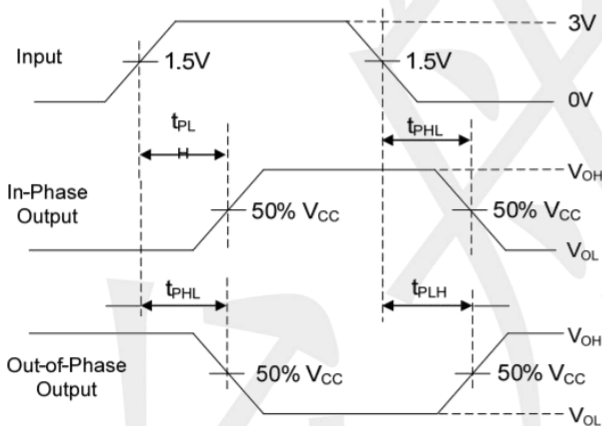 3V
Input
1.5V
1.5V
0V
tPL
H
tPHL
VOH
In-Phase
Output
50% VCC
50% VCC
VOL
tPHL
tPLH
VOH
Out-of-Phase
Output
50% VCC
50% VCC
VOL